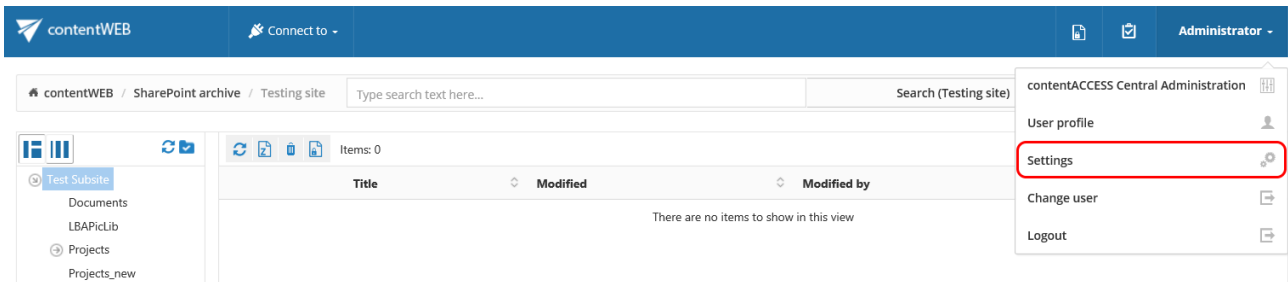 contentWEB Connect to Administrator
contentWEB / SharePoint archive / Testing site Type search text here... Search (Testing site)
contentACCESS Central Administration
User profile
Settings
Change user
Logout
Items: 0
Title Modified Modified by
There are no items to show in this view
Test Subsite
Documents
LBAPicLib
Projects
Projects_new